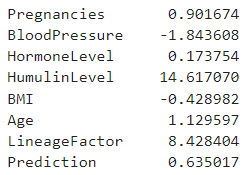 Pregnancies 0.901674
BloodPressure -1.843608
HormoneLevel 0.173754
HumulinLevel 14.617070
BMI -0.428982
Age 1.129597
LineageFactor 8.428404
Prediction 0.635017